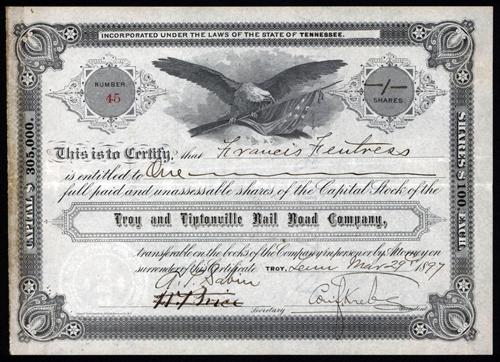 INCORPORATED UNDER THE LAWS OF THE STATE OF TENNESSEE.
NUMBER
45
—1—
SHARES
CAPITAL $ 305,000.
SHARES $100 EACH
This is to Certify, that Francis Fentress
is entitled to One
full paid and unassessable shares of the Capital Stock of the
Troy and Tiptonville Rail Road Company,
transferable on the books of the Company in person or by Attorney on
surrender of this Certificate TROY, Tenn Mar 29th 1897
Secretary